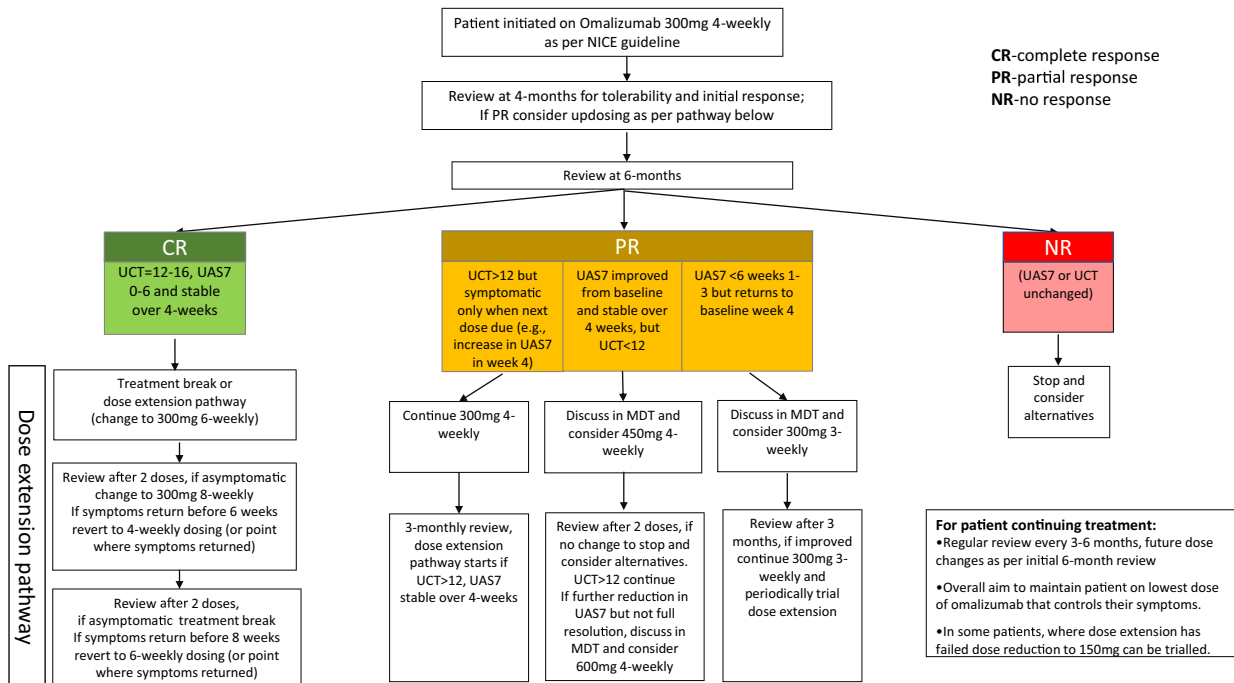 Patient initiated on Omalizumab 300mg 4-weekly
as per NICE guideline
CR-complete response
PR-partial response
NR-no response
Review at 4-months for tolerability and initial response;
If PR consider updosing as per pathway below
Review at 6-months
CR
UCT=12-16, UAS7
0-6 and stable
over 4-weeks
PR
UCT>12 but
symptomatic
only when next
dose due (e.g.,
increase in UAS7
in week 4)
UAS7 improved
from baseline
and stable over
4 weeks, but
UCT<12
UAS7 <6 weeks 1-
3 but returns to
baseline week 4
NR
(UAS7 or UCT
unchanged)
Dose extension pathway
Treatment break or
dose extension pathway
(change to 300mg 6-weekly)
Review after 2 doses, if asymptomatic
change to 300mg 8-weekly
If symptoms return before 6 weeks
revert to 4-weekly dosing (or point
where symptoms returned)
Review after 2 doses,
if asymptomatic treatment break
If symptoms return before 8 weeks
revert to 6-weekly dosing (or point
where symptoms returned)
Continue 300mg 4-
weekly
3-monthly review,
dose extension
pathway starts if
UCT>12, UAS7
stable over 4-weeks
Discuss in MDT and
consider 450mg 4-
weekly
Review after 2 doses, if
no change to stop and
consider alternatives.
UCT>12 continue
If further reduction in
UAS7 but not full
resolution, discuss in
MDT and consider
600mg 4-weekly
Discuss in MDT and
consider 300mg 3-
weekly
Review after 3
months, if improved
continue 300mg 3-
weekly and
periodically trial
dose extension
Stop and
consider
alternatives
For patient continuing treatment:
•Regular review every 3-6 months, future dose
changes as per initial 6-month review
•Overall aim to maintain patient on lowest dose
of omalizumab that controls their symptoms.
•In some patients, where dose extension has
failed dose reduction to 150mg can be trialled.